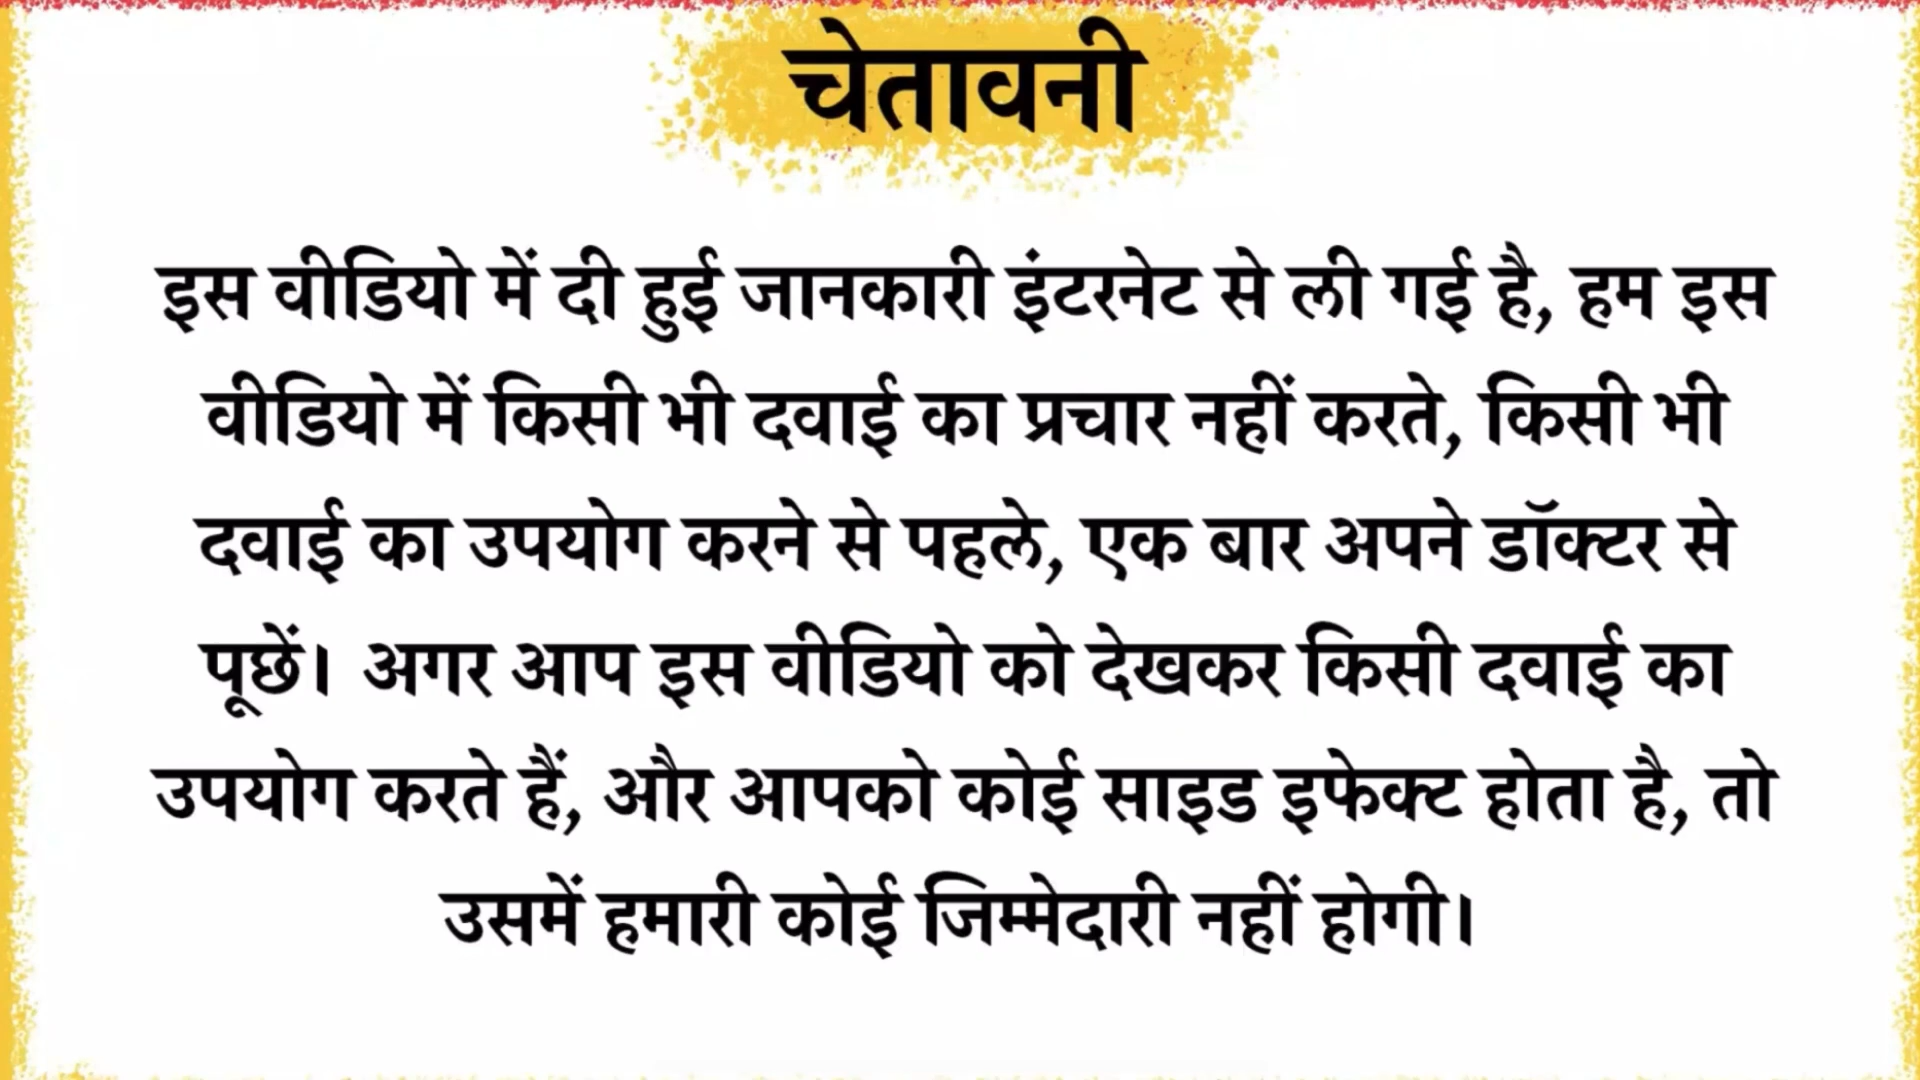 चेतावनी
इस वीडियो में दी हुई जानकारी इंटरनेट से ली गई है, हम इस
वीडियो में किसी भी दवाई का प्रचार नहीं करते, किसी भी
दवाई का उपयोग करने से पहले, एक बार अपने डॉक्टर से
पूछें। अगर आप इस वीडियो को देखकर किसी दवाई का
उपयोग करते हैं, और आपको कोई साइड इफेक्ट होता है, तो
उसमें हमारी कोई जिम्मेदारी नहीं होगी।